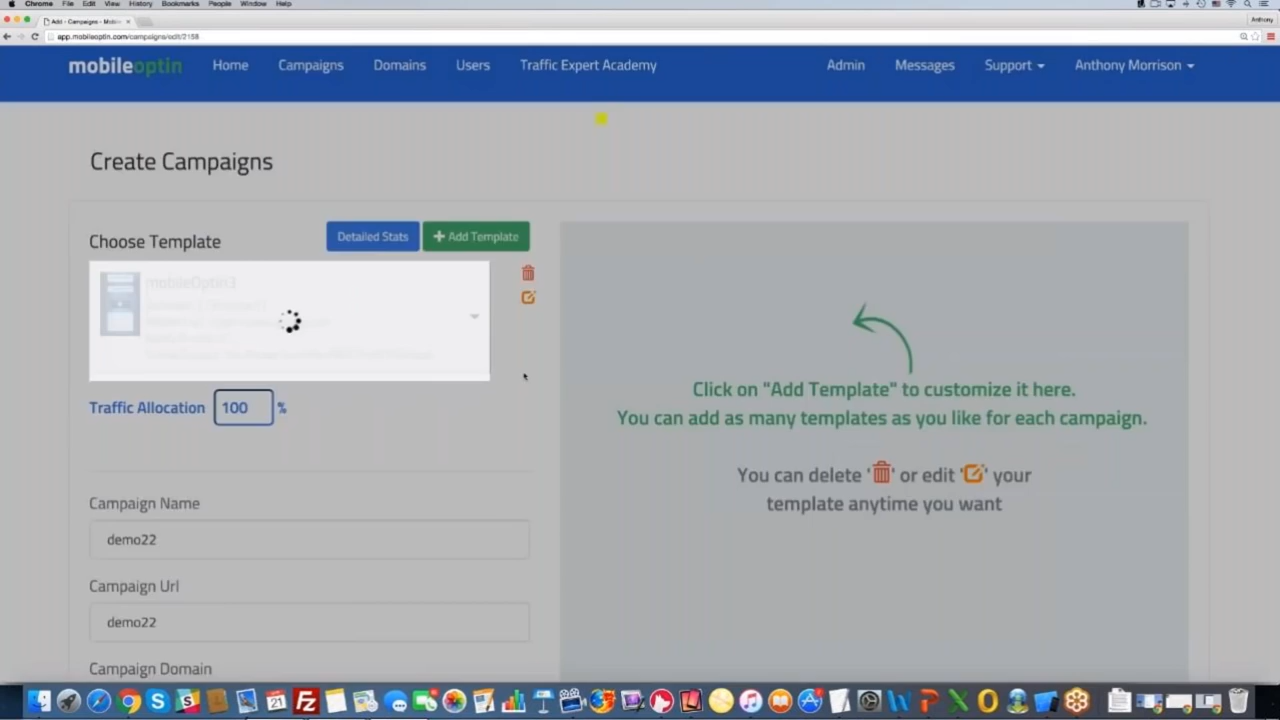 Chrome File Edit View History Bookmarks People Window Help
Add - Campaigns - Mobile
Anthony
app.mobileoptin.com/campaigns/edit/2158
mobileoptin Home Campaigns Domains Users Traffic Expert Academy Admin Messages Support Anthony Morrison
Create Campaigns
Choose Template Detailed Stats Add Template
Traffic Allocation 100 %
Click on "Add Template" to customize it here.
You can add as many templates as you like for each campaign.
You can delete ' ' or edit ' ' your
template anytime you want
Campaign Name
demo22
Campaign Url
demo22
Campaign Domain